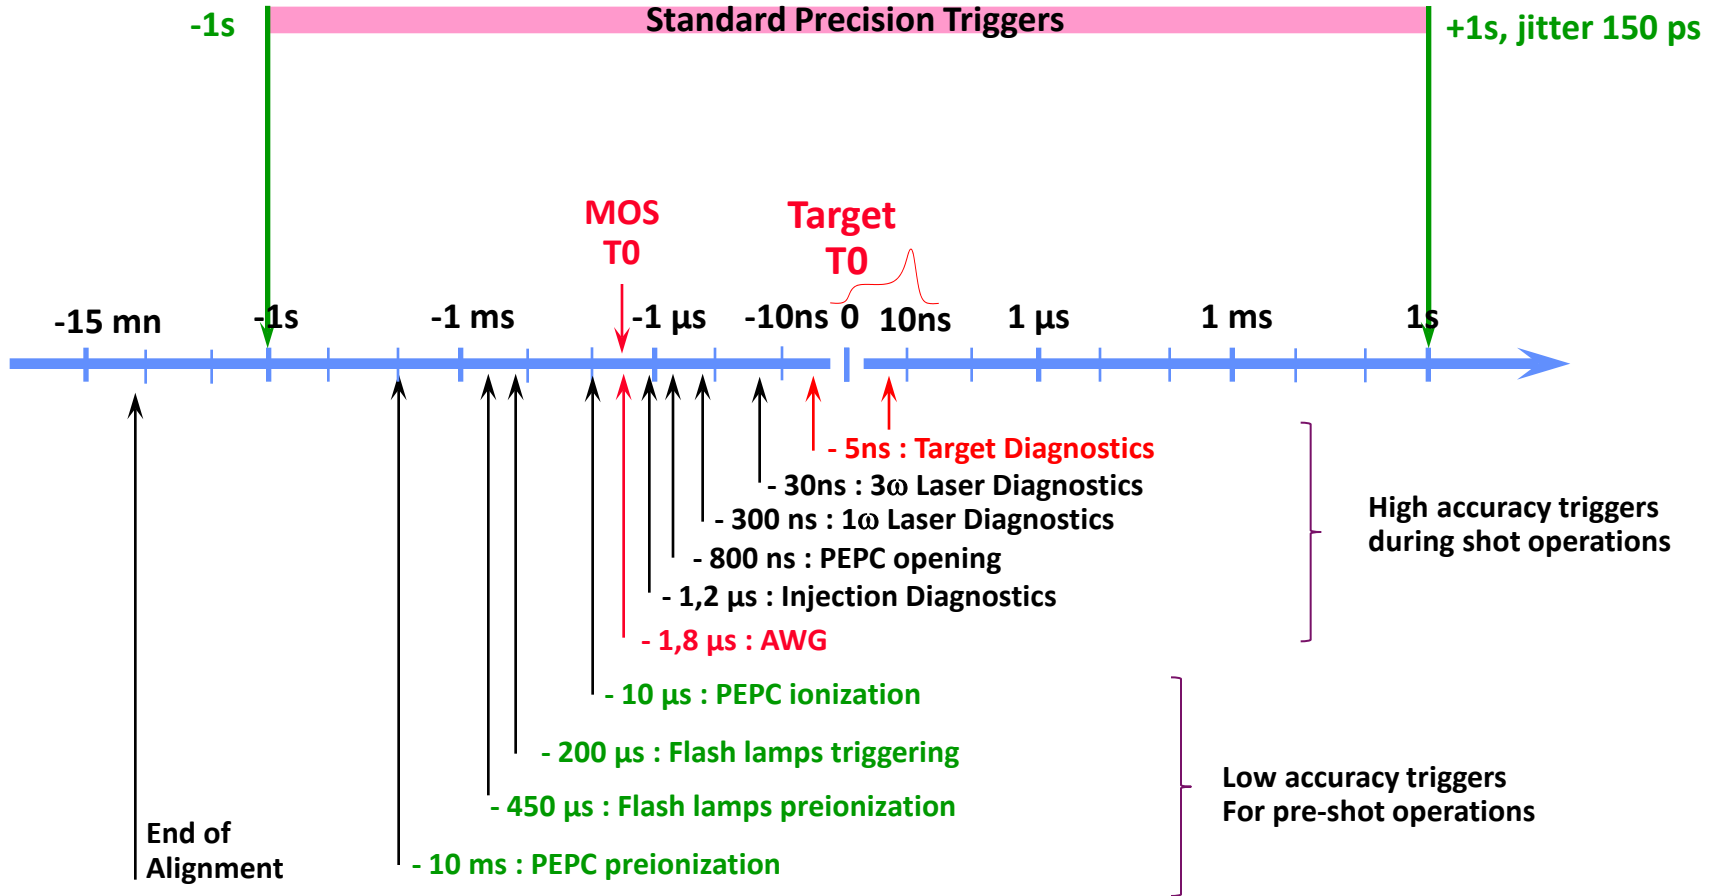 Standard Precision Triggers
-1s
+1s, jitter 150 ps
MOS
T0
Target
T0
-15 mn
-1s
-1 ms
-1 µs
-10ns
0
10ns
1 µs
1 ms
1s
- 5ns : Target Diagnostics
- 30ns : 3ω Laser Diagnostics
- 300 ns : 1ω Laser Diagnostics
- 800 ns : PEPC opening
- 1,2 µs : Injection Diagnostics
- 1,8 µs : AWG
High accuracy triggers
during shot operations
- 10 µs : PEPC ionization
- 200 µs : Flash lamps triggering
- 450 µs : Flash lamps preionization
- 10 ms : PEPC preionization
Low accuracy triggers
For pre-shot operations
End of
Alignment